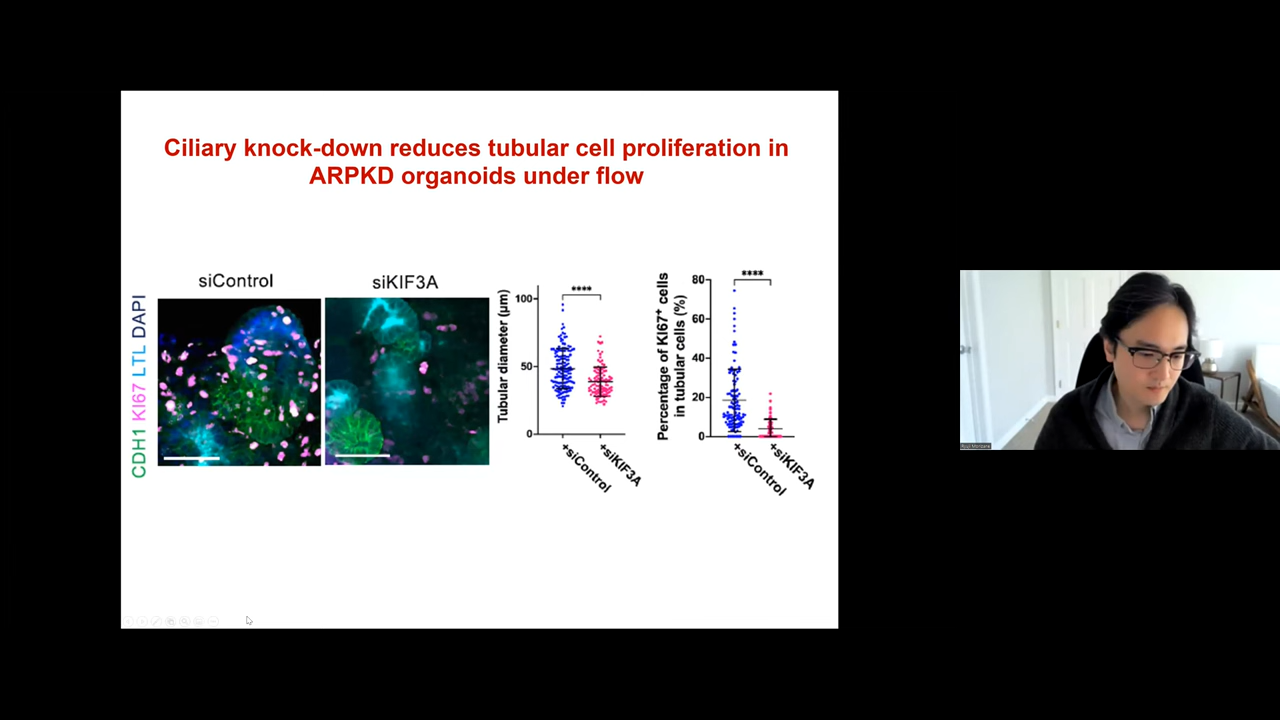 Ciliary knock-down reduces tubular cell proliferation in
ARPKD organoids under flow
siControl
siKIF3A
CDH1 KI67 LTL DAPI
Tubular diameter (μm)
100
50
0
****
+siControl
+siKIF3A
Percentage of KI67⁺ cells
in tubular cells (%)
80
60
40
20
0
****
+siControl
+siKIF3A